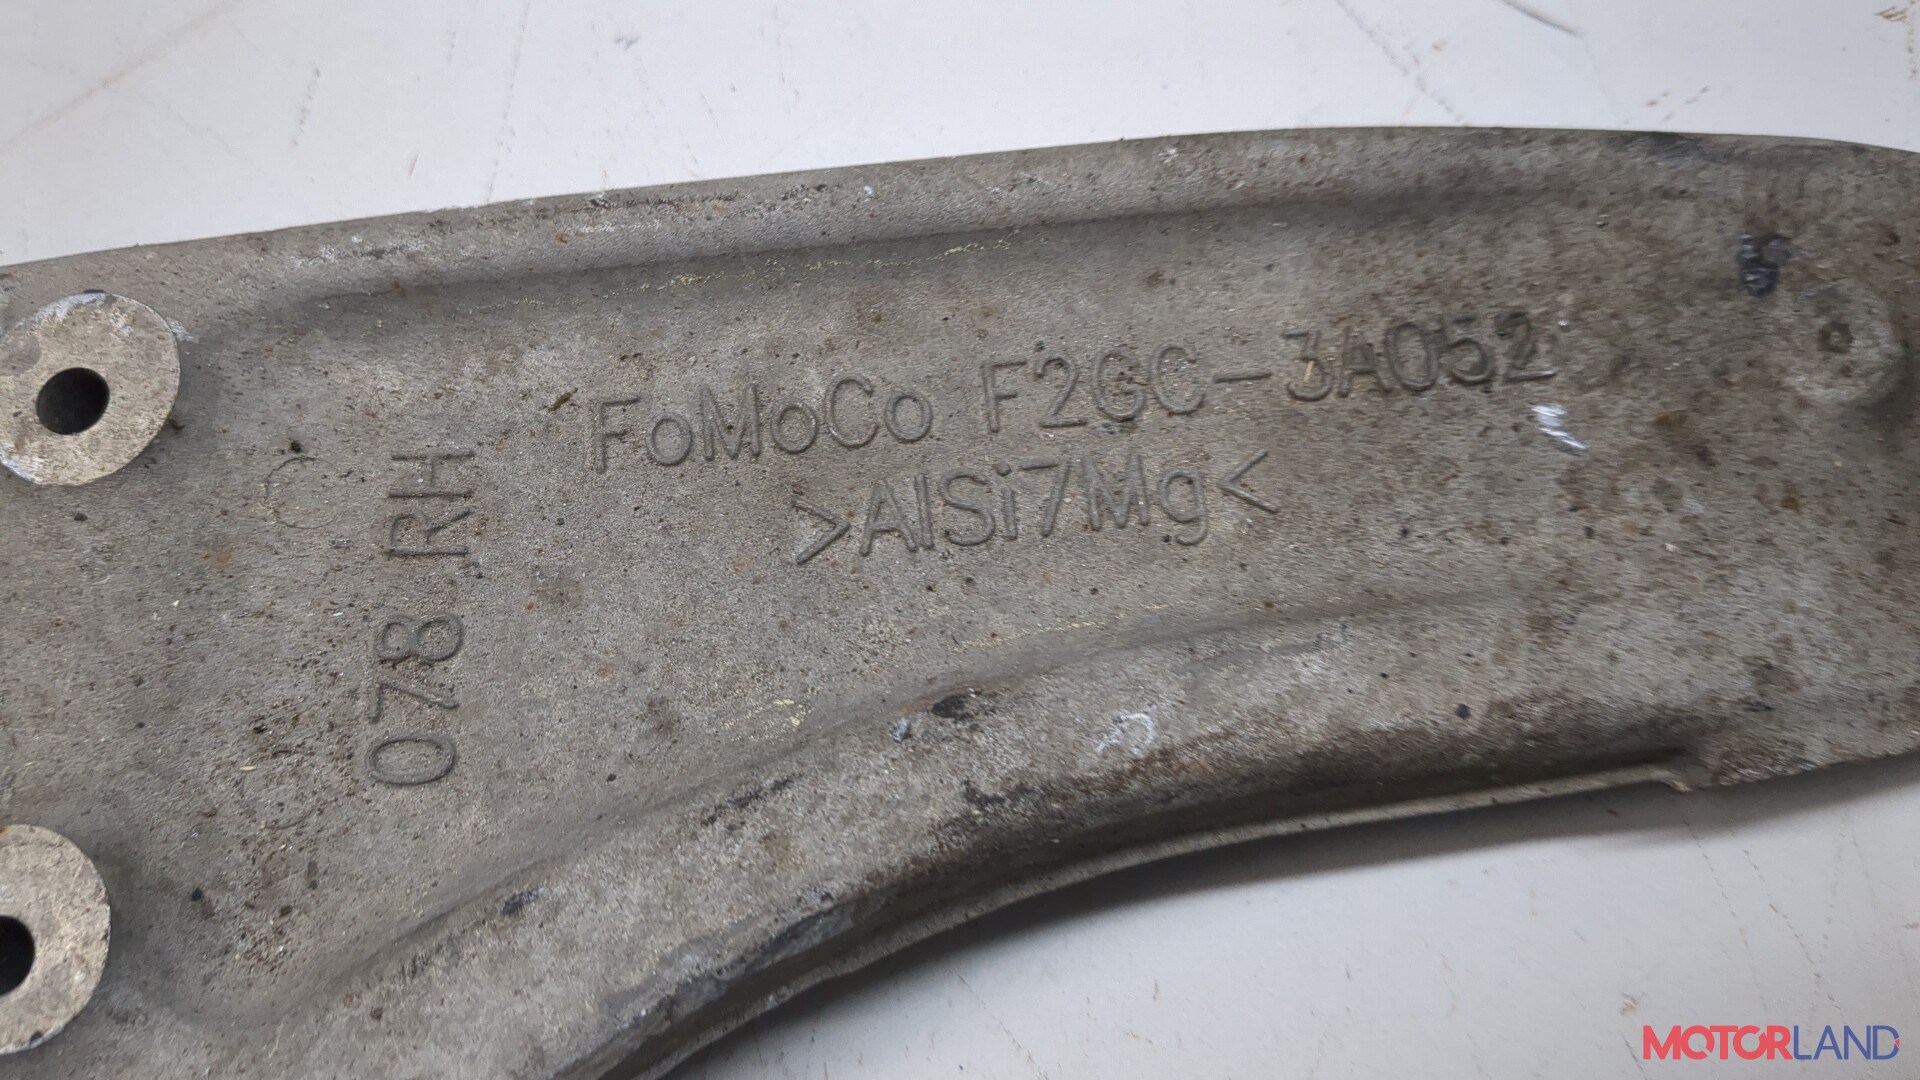 FoMoCo F2GC-3A052
>AlSi7Mg<
078 RH
MOTORLAND